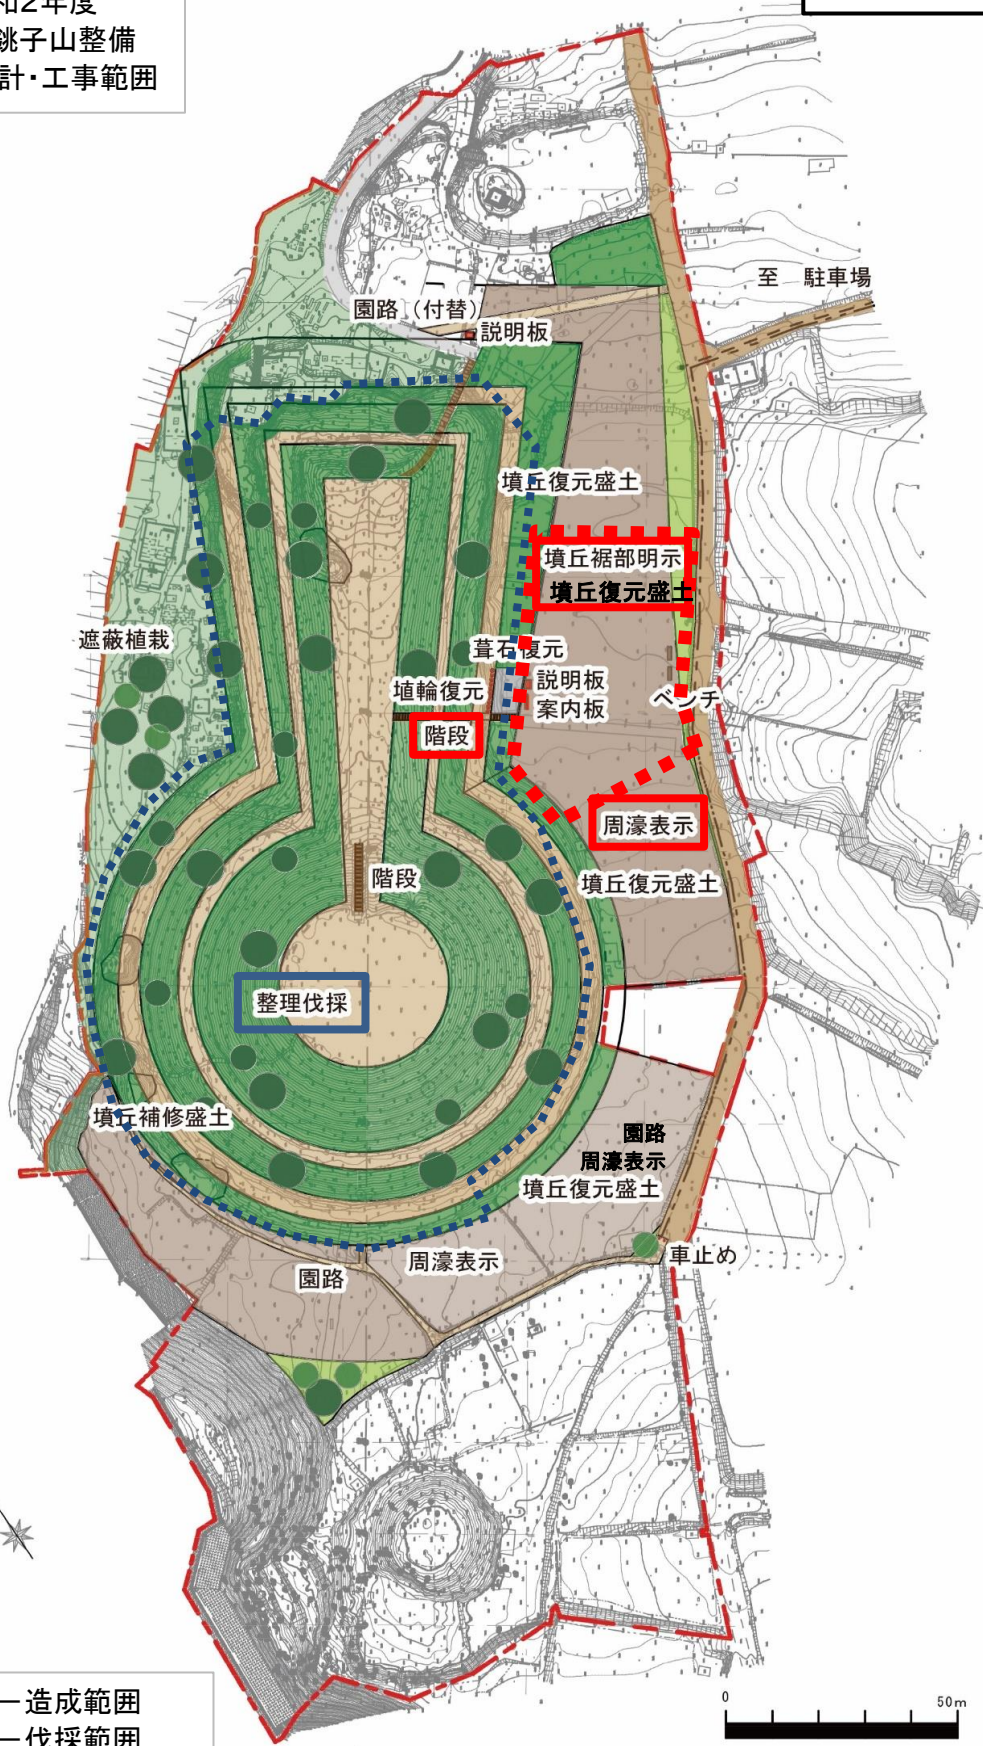 和2年度
銚子山整備
計・工事範囲
至 駐車場
園路（付替）
説明板
墳丘復元盛土
墳丘裾部明示
墳丘復元盛土
遮蔽植栽
葺石復元
埴輪復元
説明板
案内板
ベンチ
階段
周濠表示
階段
墳丘復元盛土
整理伐採
墳丘補修盛土
園路
周濠表示
墳丘復元盛土
周濠表示
車止め
園路
ー造成範囲
ー伐採範囲
0 50m